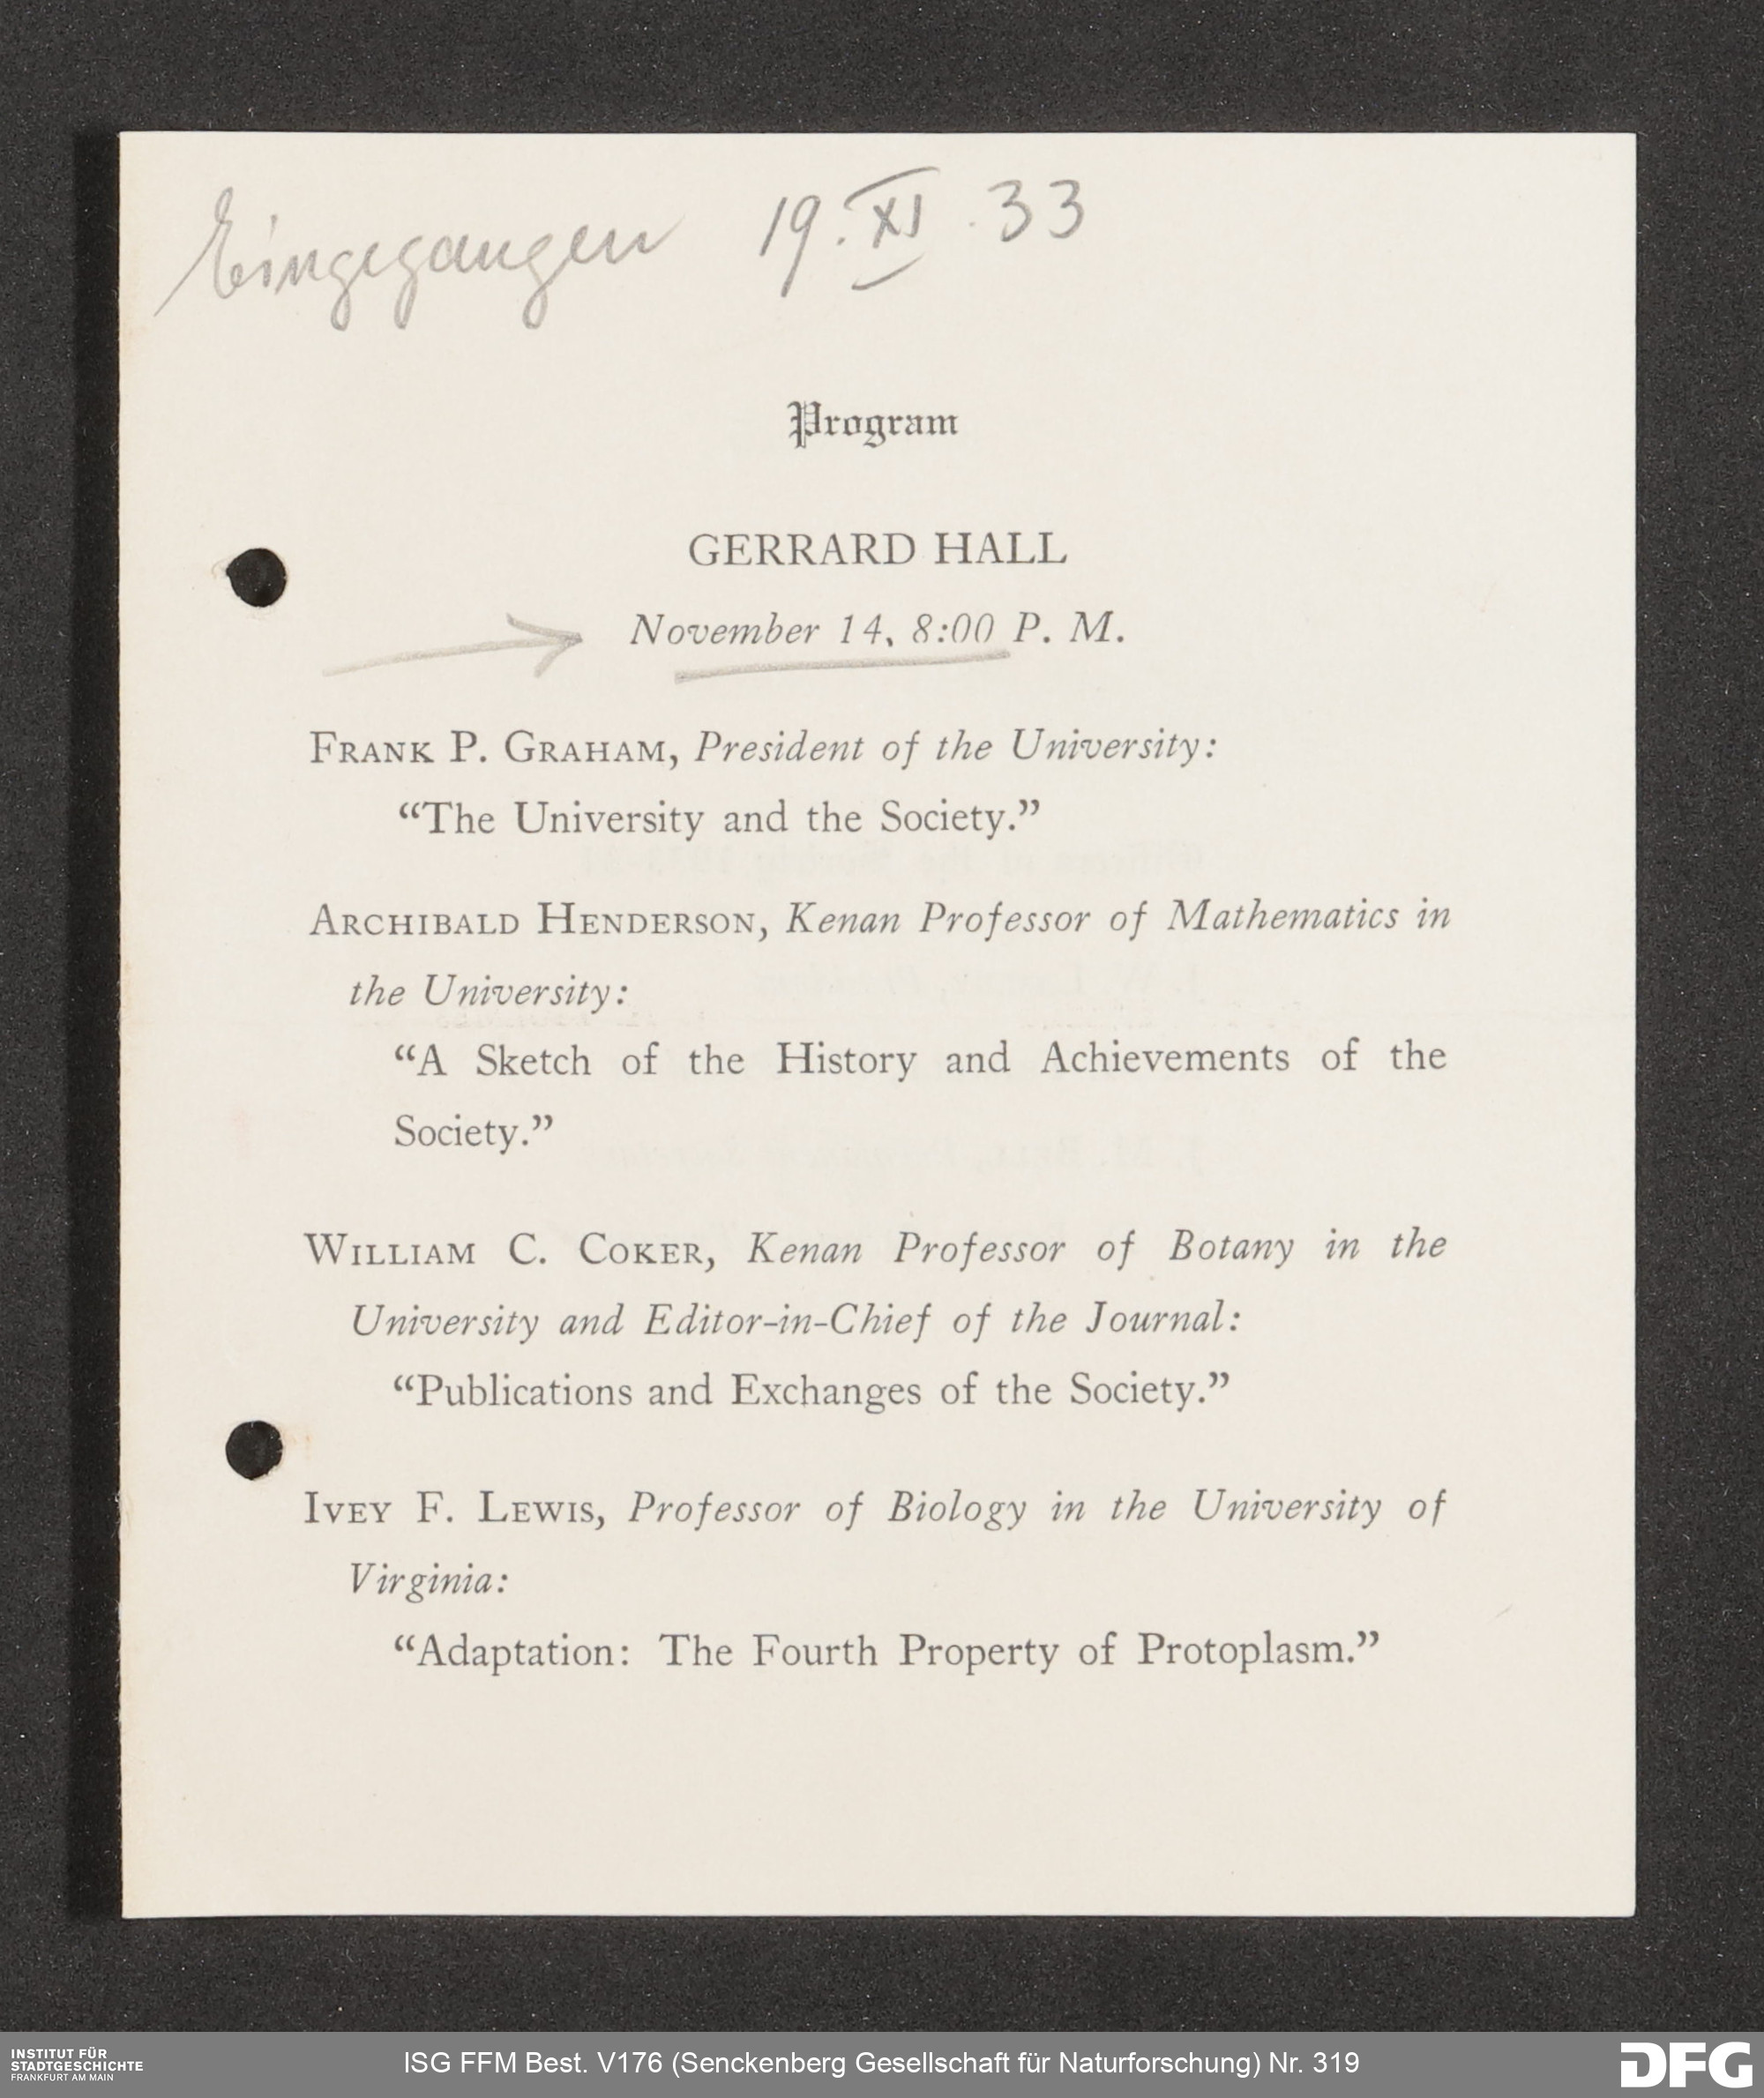 Eingegangen 19. XI. 33
Program
GERRARD HALL
November 14, 8:00 P. M.
FRANK P. GRAHAM, President of the University:
“The University and the Society.”
ARCHIBALD HENDERSON, Kenan Professor of Mathematics in
the University:
“A Sketch of the History and Achievements of the
Society.”
WILLIAM C. COKER, Kenan Professor of Botany in the
University and Editor-in-Chief of the Journal:
“Publications and Exchanges of the Society.”
IVEY F. LEWIS, Professor of Biology in the University of
Virginia:
“Adaptation: The Fourth Property of Protoplasm.”
INSTITUT FÜR
STADTGESCHICHTE
FRANKFURT AM MAIN
ISG FFM Best. V176 (Senckenberg Gesellschaft für Naturforschung) Nr. 319
DFG